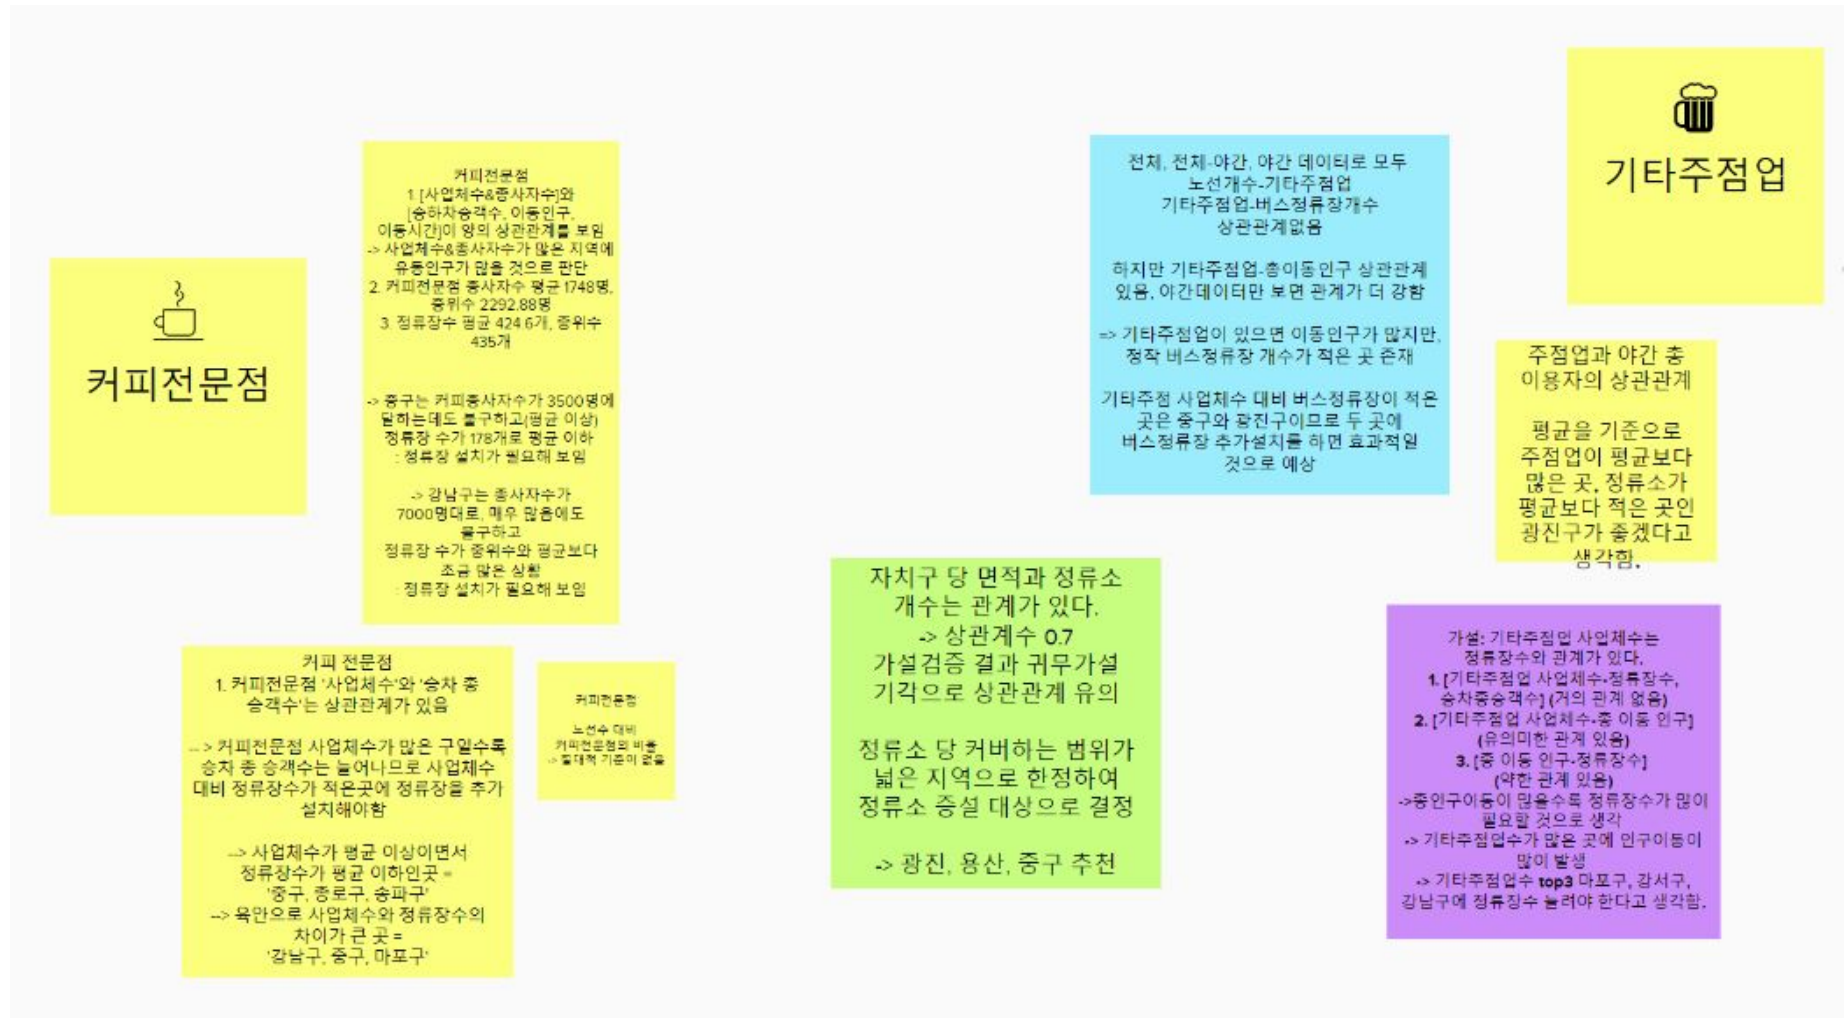 커피전문점
커피전문점
1. [사업체수&종사자수]와
[승하차승객수, 이동인구,
이동시간]이 양의 상관관계를 보임
-> 사업체수&종사자수가 많은 지역에
유동인구가 많을 것으로 판단
2. 커피전문점 종사자수 평균 1748명,
중위수 2292.88명
3. 정류장수 평균 424.6개, 중위수
435개
-> 중구는 커피종사자수가 3500명에
달하는데도 불구하고(평균 이상)
정류장 수가 178개로 평균 이하
: 정류장 설치가 필요해 보임
-> 강남구는 종사자수가
7000명대로, 매우 많음에도
불구하고
정류장 수가 중위수와 평균보다
조금 많은 상황
: 정류장 설치가 필요해 보임
커피 전문점
1. 커피전문점 '사업체수'와 '승차 총
승객수'는 상관관계가 있음
-- > 커피전문점 사업체수가 많은 구일수록
승차 총 승객수는 늘어나므로 사업체수
대비 정류장수가 적은곳에 정류장을 추가
설치해야함
--> 사업체수가 평균 이상이면서
정류장수가 평균 이하인곳 =
'중구, 종로구, 송파구'
--> 육안으로 사업체수와 정류장수의
차이가 큰 곳 =
'강남구, 중구, 마포구'
커피전문점
노선수 대비
커피전문점의 비율
-> 절대적 기준이 없음
자치구 당 면적과 정류소
개수는 관계가 있다.
-> 상관계수 0.7
가설검증 결과 귀무가설
기각으로 상관관계 유의
정류소 당 커버하는 범위가
넓은 지역으로 한정하여
정류소 증설 대상으로 결정
-> 광진, 용산, 중구 추천
전체, 전체-야간, 야간 데이터로 모두
노선개수-기타주점업
기타주점업-버스정류장개수
상관관계없음
하지만 기타주점업-총이동인구 상관관계
있음, 야간데이터만 보면 관계가 더 강함
=> 기타주점업이 있으면 이동인구가 많지만,
정작 버스정류장 개수가 적은 곳 존재
기타주점 사업체수 대비 버스정류장이 적은
곳은 중구와 광진구이므로 두 곳에
버스정류장 추가설치를 하면 효과적일
것으로 예상
기타주점업
주점업과 야간 총
이용자의 상관관계
평균을 기준으로
주점업이 평균보다
많은 곳, 정류소가
평균보다 적은 곳인
광진구가 좋겠다고
생각함.
가설: 기타주점업 사업체수는
정류장수와 관계가 있다.
1. [기타주점업 사업체수-정류장수,
승차총승객수] (거의 관계 없음)
2. [기타주점업 사업체수-총 이동 인구]
(유의미한 관계 있음)
3. [총 이동 인구-정류장수]
(약한 관계 있음)
->총인구이동이 많을수록 정류장수가 많이
필요할 것으로 생각
-> 기타주점업수가 많은 곳에 인구이동이
많이 발생
-> 기타주점업수 top3 마포구, 강서구,
강남구에 정류장수 늘려야 한다고 생각함.